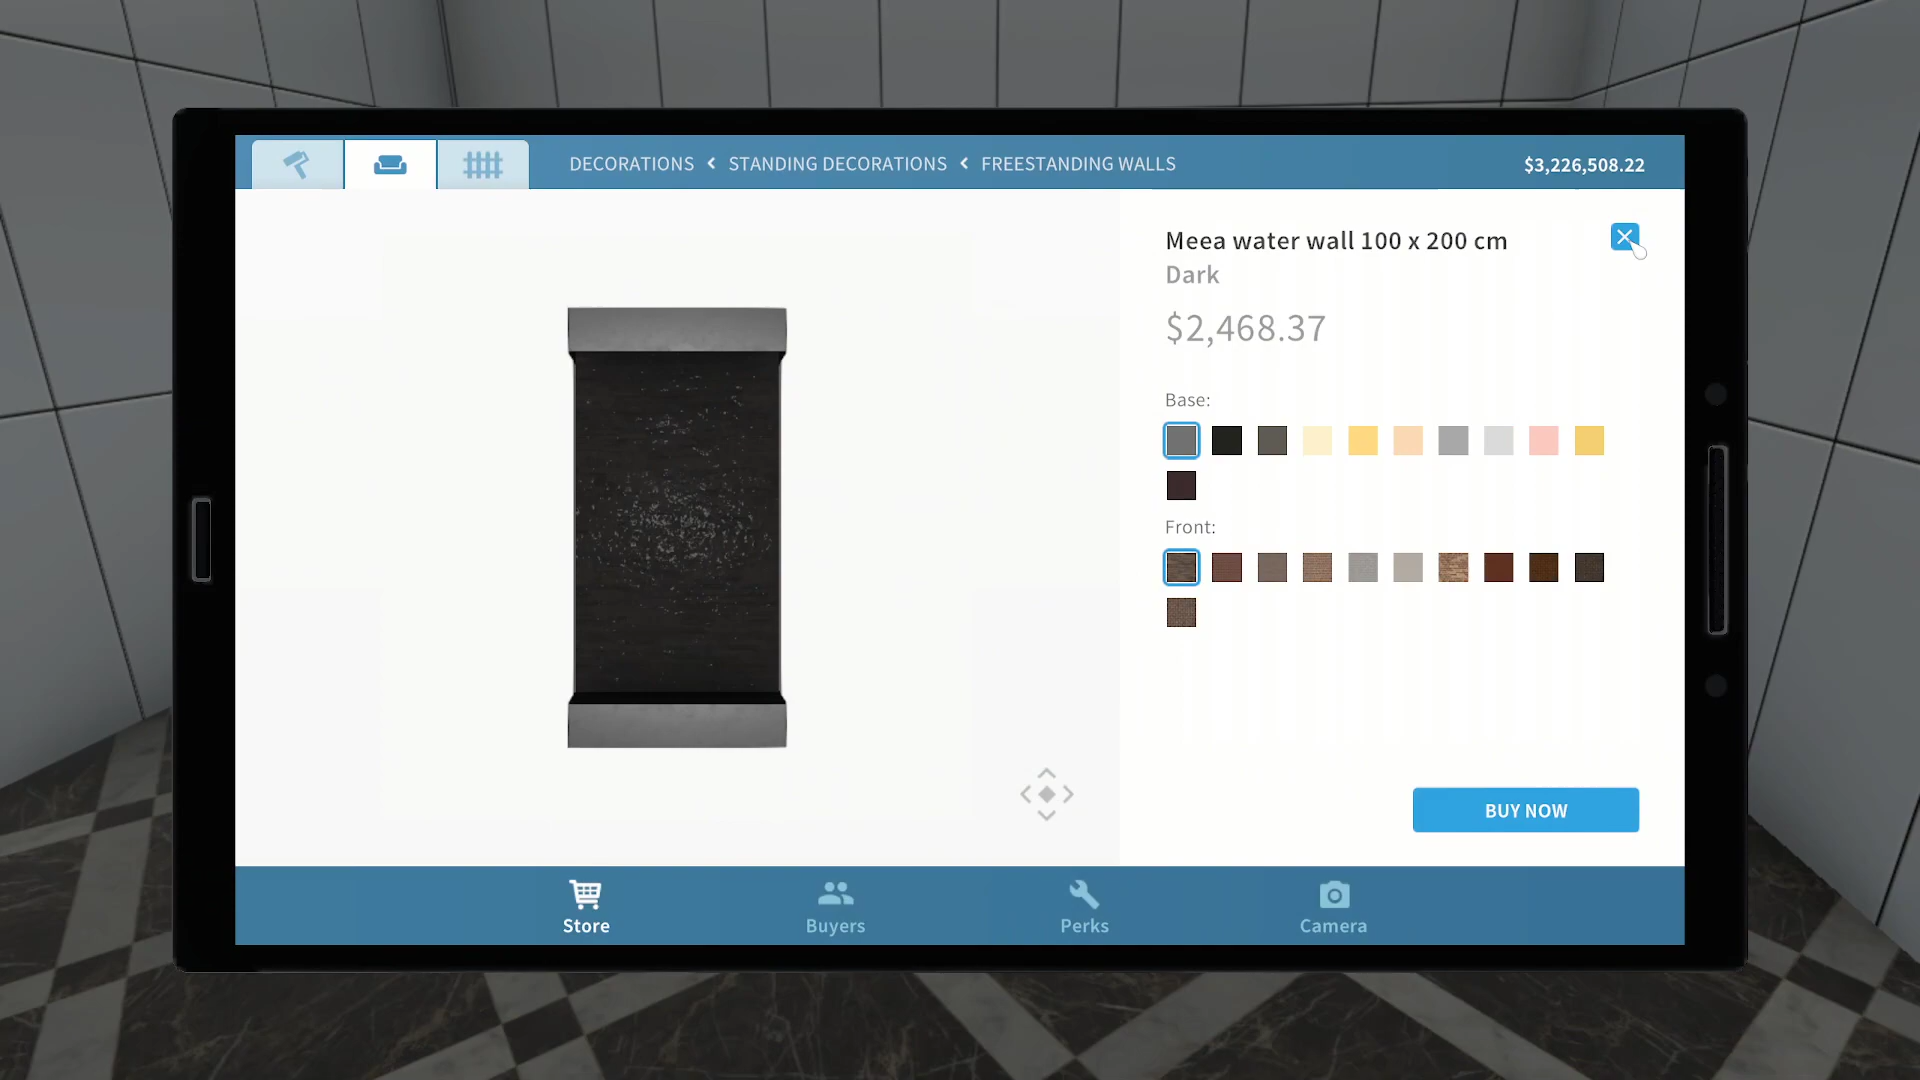 DECORATIONS < STANDING DECORATIONS < FREESTANDING WALLS
$3,226,508.22
Meea water wall 100 x 200 cm
Dark
$2,468.37
Base:
Front:
BUY NOW
Store
Buyers
Perks
Camera